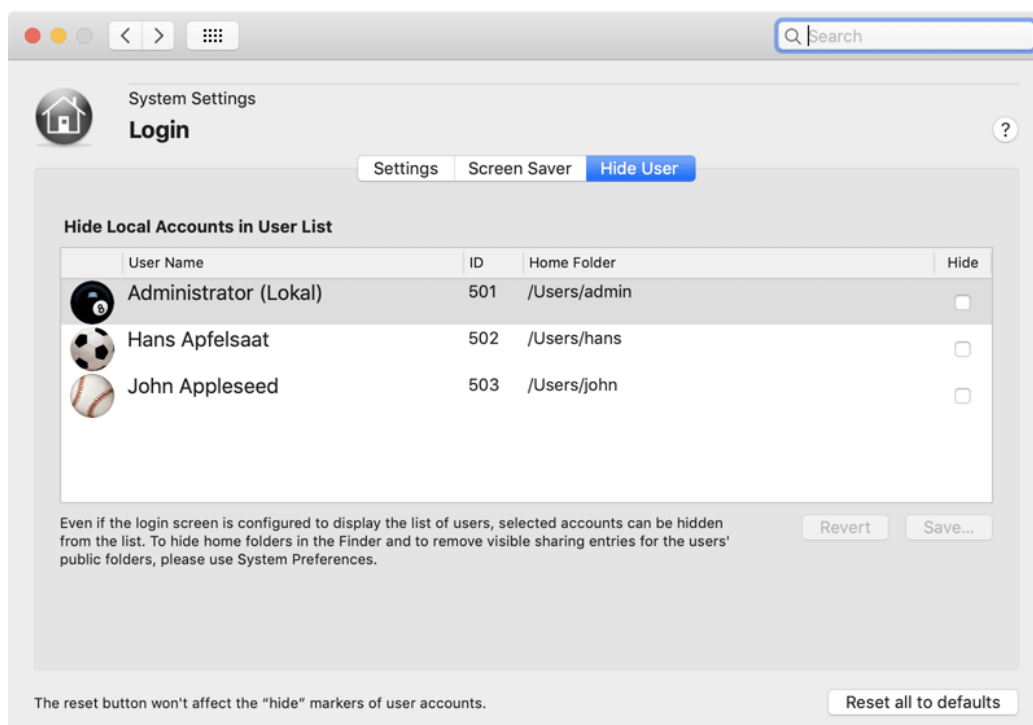 Search
System Settings
Login
?
Settings Screen Saver Hide User
Hide Local Accounts in User List
User Name ID Home Folder Hide
8
Administrator (Lokal) 501 /Users/admin
Hans Apfelsaat 502 /Users/hans
John Appleseed 503 /Users/john
Even if the login screen is configured to display the list of users, selected accounts can be hidden
from the list. To hide home folders in the Finder and to remove visible sharing entries for the users'
public folders, please use System Preferences.
Revert Save...
The reset button won't affect the “hide” markers of user accounts.
Reset all to defaults